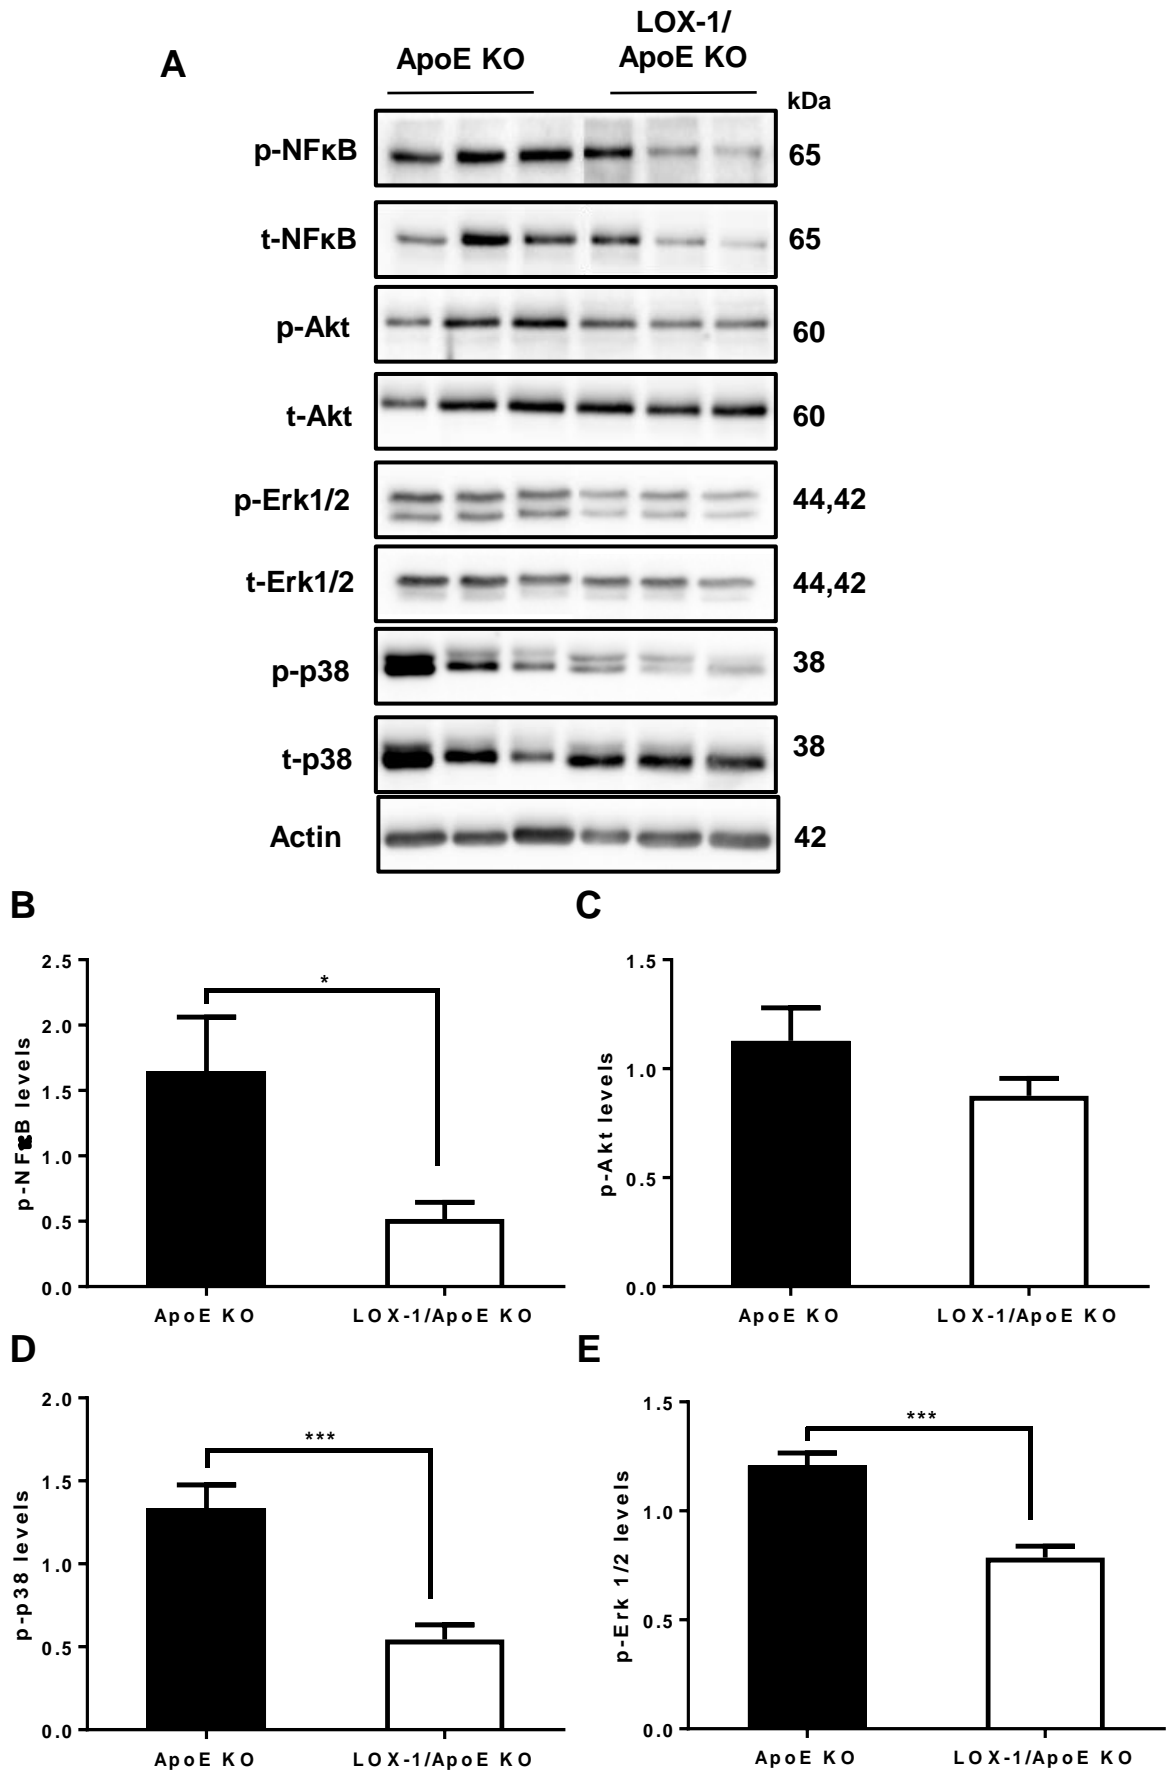 A
ApoE KO
LOX-1/
ApoE KO
kDa
p-NFκB
65
t-NFκB
65
p-Akt
60
t-Akt
60
p-Erk1/2
44,42
t-Erk1/2
44,42
p-p38
38
t-p38
38
Actin
42
B
p-NFκB levels
2.5
2.0
1.5
1.0
0.5
0.0
*
ApoE KO
LOX-1/ApoE KO
C
p-Akt levels
1.5
1.0
0.5
0.0
ApoE KO
LOX-1/ApoE KO
D
p-p38 levels
2.0
1.5
1.0
0.5
0.0
***
ApoE KO
LOX-1/ApoE KO
E
p-Erk 1/2 levels
1.5
1.0
0.5
0.0
***
ApoE KO
LOX-1/ApoE KO